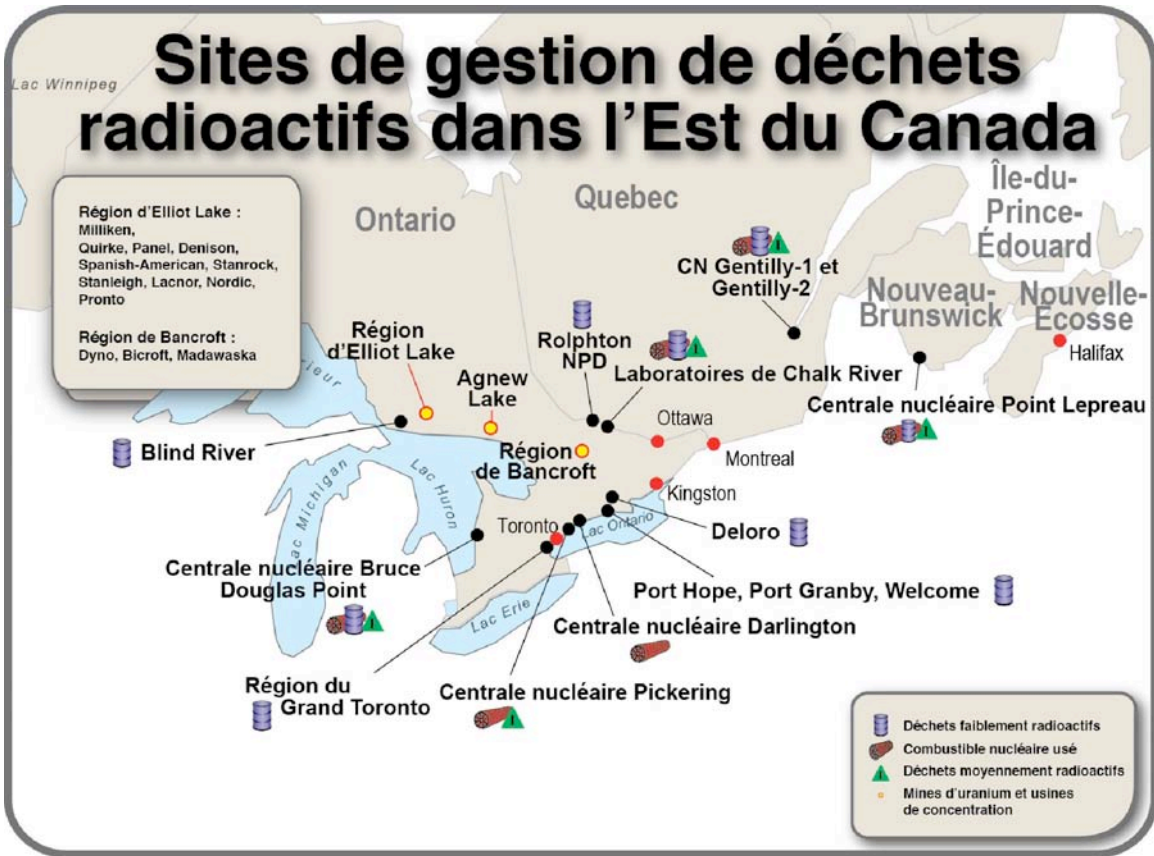 Sites de gestion de déchets
radioactifs dans l'Est du Canada
Lac Winnipeg
Région d'Elliot Lake :
Milliken,
Quirke, Panel, Denison,
Spanish-American, Stanrock,
Stanleigh, Lacnor, Nordic,
Pronto
Région de Bancroft :
Dyno, Bicroft, Madawaska
Ontario
Quebec
Île-du-
Prince-
Édouard
Nouveau-
Brunswick
Nouvelle-
Ecosse
Halifax
CN Gentilly-1 et
Gentilly-2
Région
d'Elliot Lake
Agnew
Lake
Rolphton
NPD
Laboratoires de Chalk River
Centrale nucléaire Point Lepreau
I
I
I
érieur
Blind River
Région
de Bancroft
Ottawa
Montreal
Kingston
Lac Michigan
Lac Huron
Toronto
Lac Ontario
Deloro
Centrale nucléaire Bruce
Douglas Point
I
Lac Erie
Port Hope, Port Granby, Welcome
Centrale nucléaire Darlington
Région du
Grand Toronto
Centrale nucléaire Pickering
I
Déchets faiblement radioactifs
Combustible nucléaire usé
I
Déchets moyennement radioactifs
Mines d'uranium et usines
de concentration